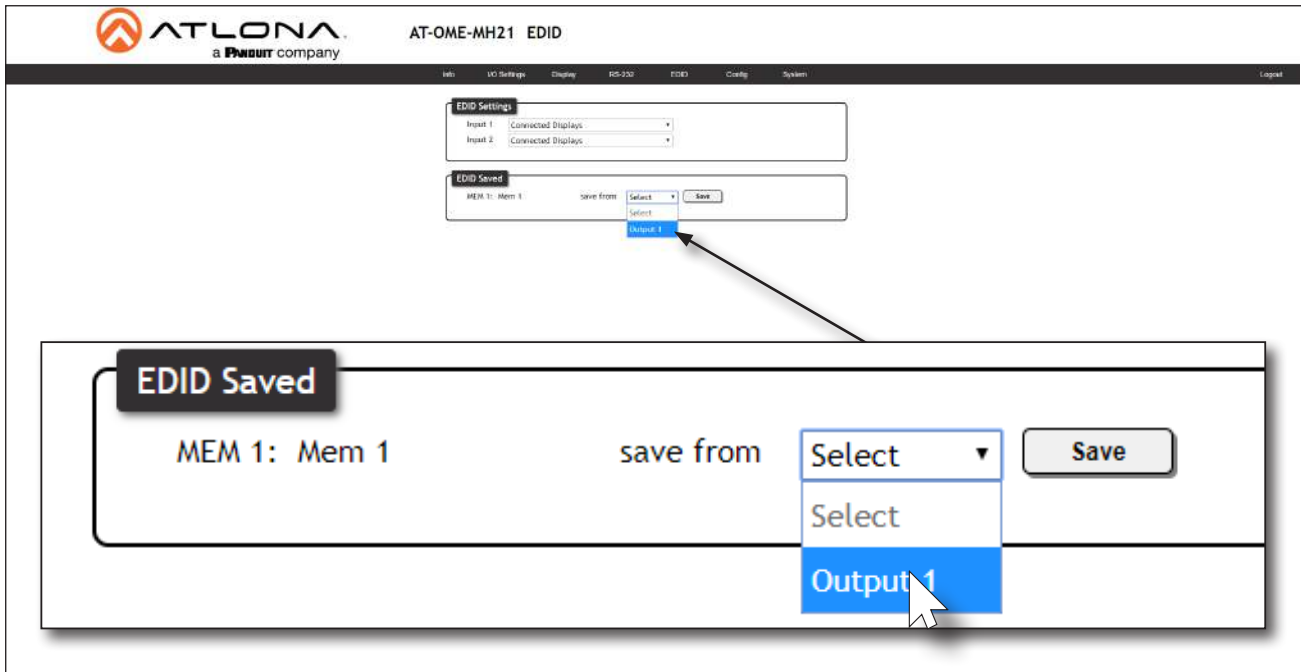 ATLONA
a PANDUIT company
AT-OME-MH21 EDID
Info I/O Settings Display RS-232 EDID Config System Logout
EDID Settings
Input 1 Connected Displays
Input 2 Connected Displays
EDID Saved
MEM 1: Mem 1 save from Select Save
Select
Output 1
EDID Saved
MEM 1: Mem 1 save from Select Save
Select
Output 1